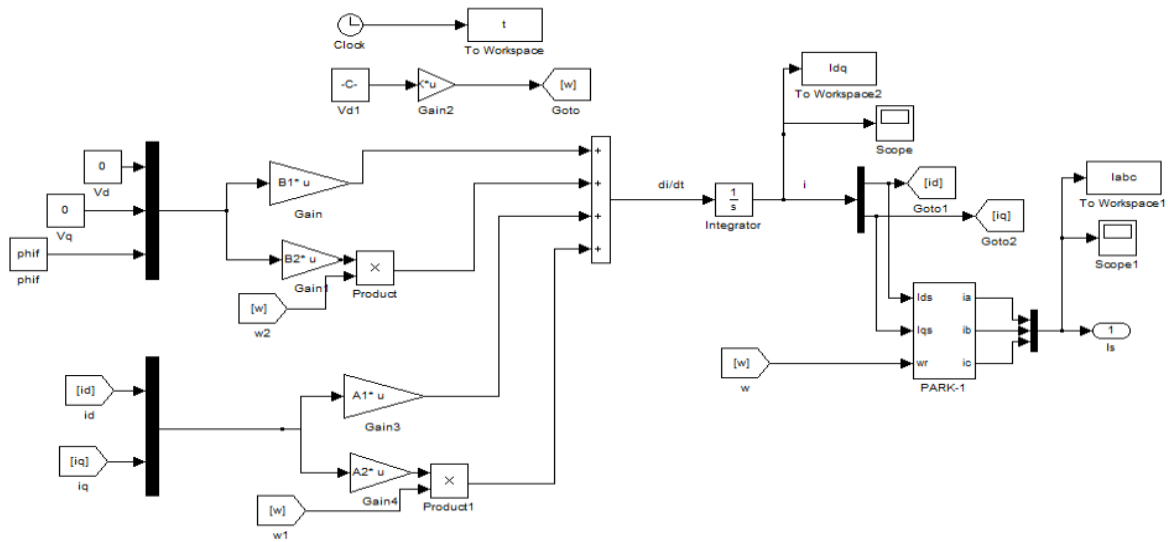 t
Clock
To Workspace
-C-
K*u
[w]
Vd1
Gain2
Goto
Idq
To Workspace2
Scope
0
Vd
0
Vq
phif
phif
B1* u
Gain
B2* u
Gain1
×
Product
[w]
w2
+
+
+
+
di/dt
1
s
Integrator
i
[id]
Goto1
[iq]
Goto2
Iabc
To Workspace1
Scope1
Ids
Iqs
wr
ia
ib
ic
PARK-1
1
Is
[w]
w
[id]
id
[iq]
iq
A1* u
Gain3
A2* u
Gain4
×
Product1
[w]
w1